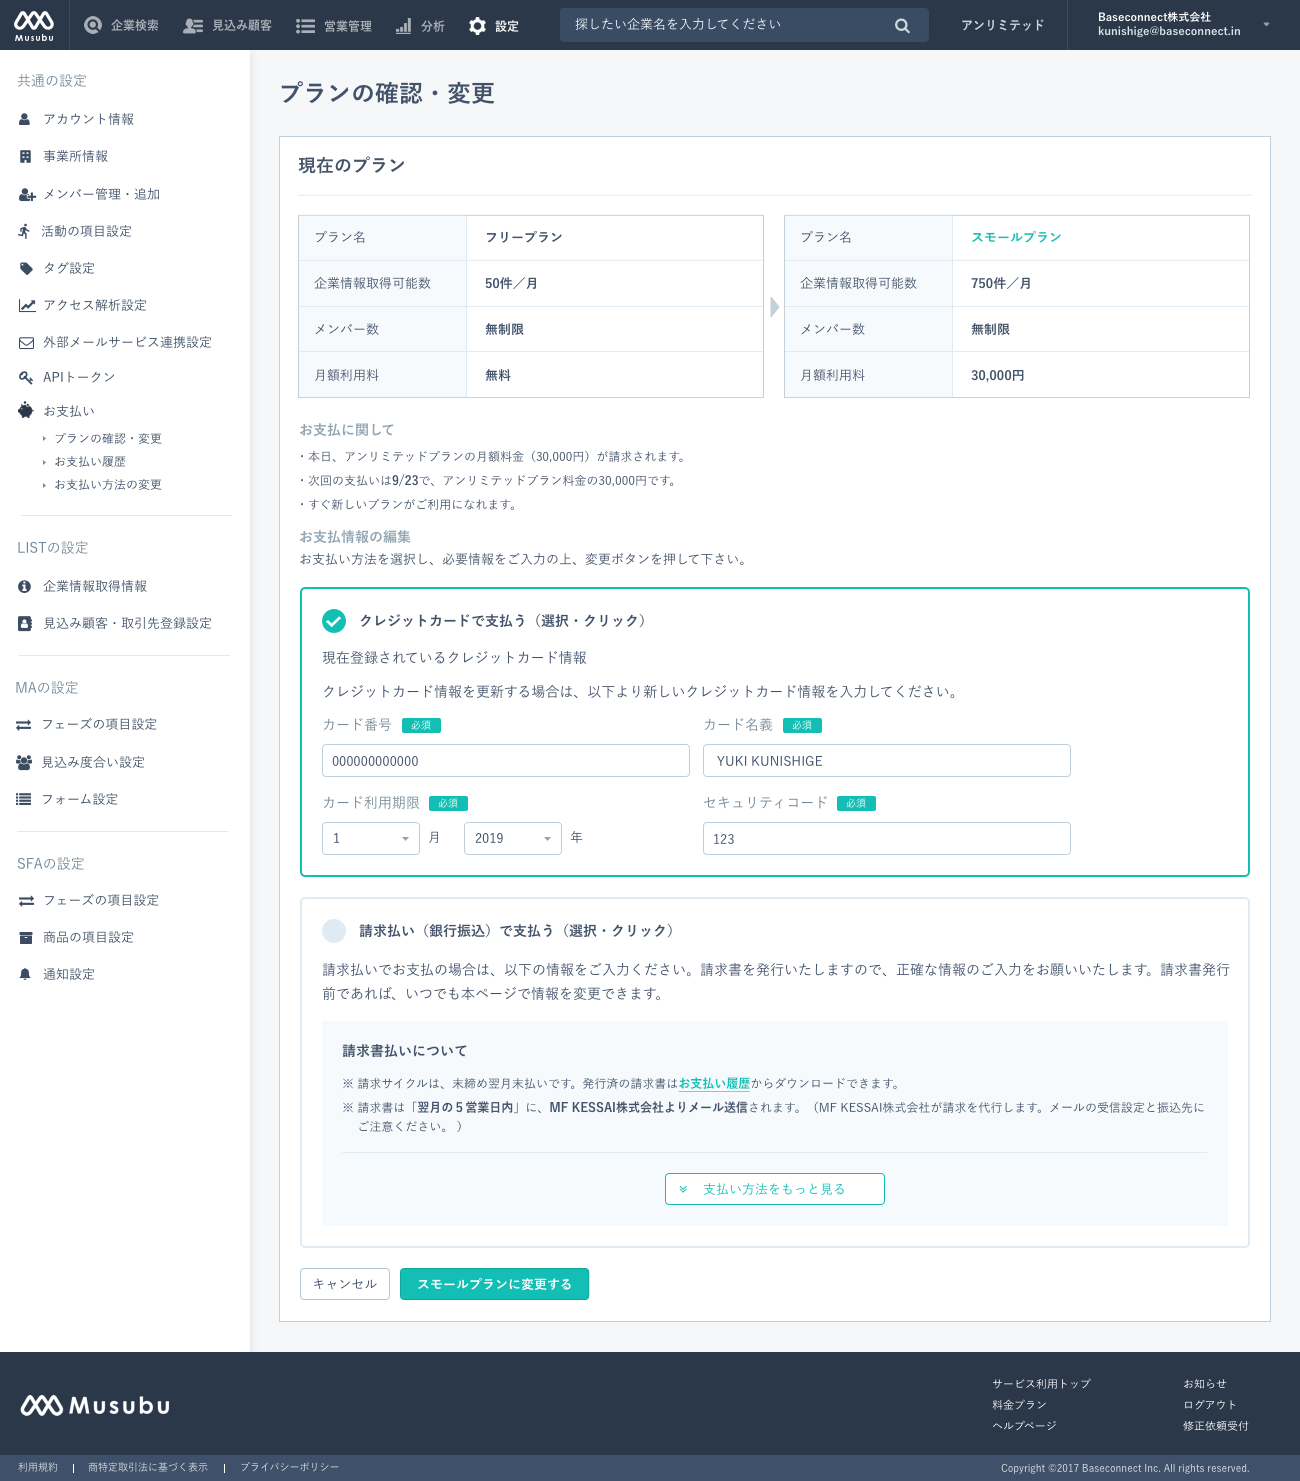 Musubu
企業検索
見込み顧客
営業管理
分析
設定
探したい企業名を入力してください
アンリミテッド
Baseconnect株式会社
kunishige@baseconnect.in
共通の設定
アカウント情報
事業所情報
メンバー管理・追加
活動の項目設定
タグ設定
アクセス解析設定
外部メールサービス連携設定
APIトークン
お支払い
プランの確認・変更
お支払い履歴
お支払い方法の変更
LISTの設定
企業情報取得情報
見込み顧客・取引先登録設定
MAの設定
フェーズの項目設定
見込み度合い設定
フォーム設定
SFAの設定
フェーズの項目設定
商品の項目設定
通知設定
プランの確認・変更
現在のプラン
プラン名 フリープラン
企業情報取得可能数 50件／月
メンバー数 無制限
月額利用料 無料
プラン名 スモールプラン
企業情報取得可能数 750件／月
メンバー数 無制限
月額利用料 30,000円
お支払に関して
・本日、アンリミテッドプランの月額料金（30,000円）が請求されます。
・次回の支払いは9/23で、アンリミテッドプラン料金の30,000円です。
・すぐ新しいプランがご利用になれます。
お支払情報の編集
お支払い方法を選択し、必要情報をご入力の上、変更ボタンを押して下さい。
クレジットカードで支払う（選択・クリック）
現在登録されているクレジットカード情報
クレジットカード情報を更新する場合は、以下より新しいクレジットカード情報を入力してください。
カード番号 必須
000000000000
カード名義 必須
YUKI KUNISHIGE
カード利用期限 必須
1 月 2019 年
セキュリティコード 必須
123
請求払い（銀行振込）で支払う（選択・クリック）
請求払いでお支払の場合は、以下の情報をご入力ください。請求書を発行いたしますので、正確な情報のご入力をお願いいたします。請求書発行
前であれば、いつでも本ページで情報を変更できます。
請求書払いについて
※ 請求サイクルは、末締め翌月末払いです。発行済の請求書はお支払い履歴からダウンロードできます。
※ 請求書は「翌月の５営業日内」に、MF KESSAI株式会社よりメール送信されます。（MF KESSAI株式会社が請求を代行します。メールの受信設定と振込先に
ご注意ください。 ）
支払い方法をもっと見る
キャンセル
スモールプランに変更する
Musubu
サービス利用トップ
料金プラン
ヘルプページ
お知らせ
ログアウト
修正依頼受付
利用規約 | 商特定取引法に基づく表示 | プライバシーポリシー
Copyright ©2017 Baseconnect Inc. All rights reserved.